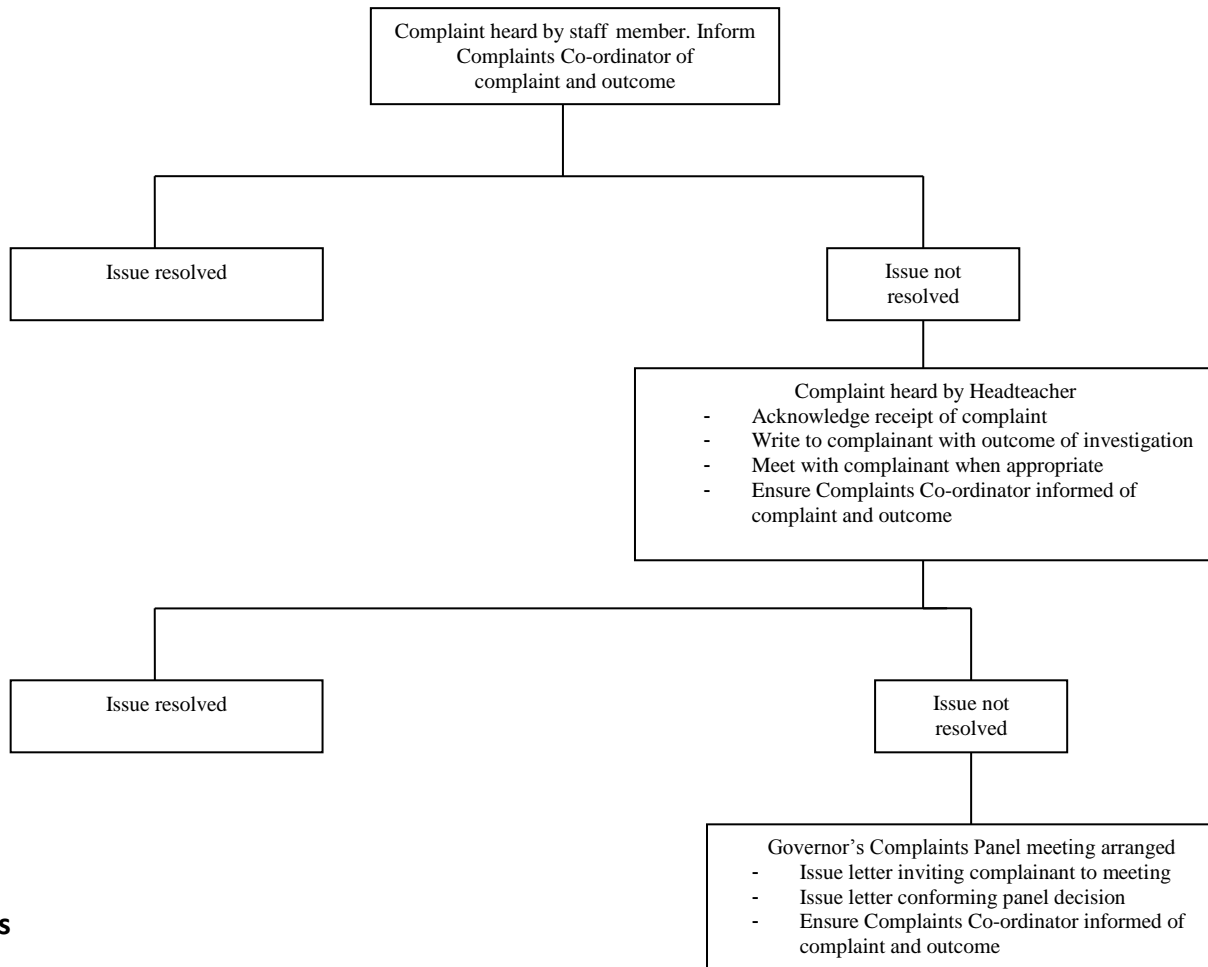 Complaint heard by staff member. Inform
Complaints Co-ordinator of
complaint and outcome
Issue resolved
Issue not
resolved
Complaint heard by Headteacher
- Acknowledge receipt of complaint
- Write to complainant with outcome of investigation
- Meet with complainant when appropriate
- Ensure Complaints Co-ordinator informed of
complaint and outcome
Issue resolved
Issue not
resolved
Governor’s Complaints Panel meeting arranged
- Issue letter inviting complainant to meeting
- Issue letter conforming panel decision
- Ensure Complaints Co-ordinator informed of
complaint and outcome
s